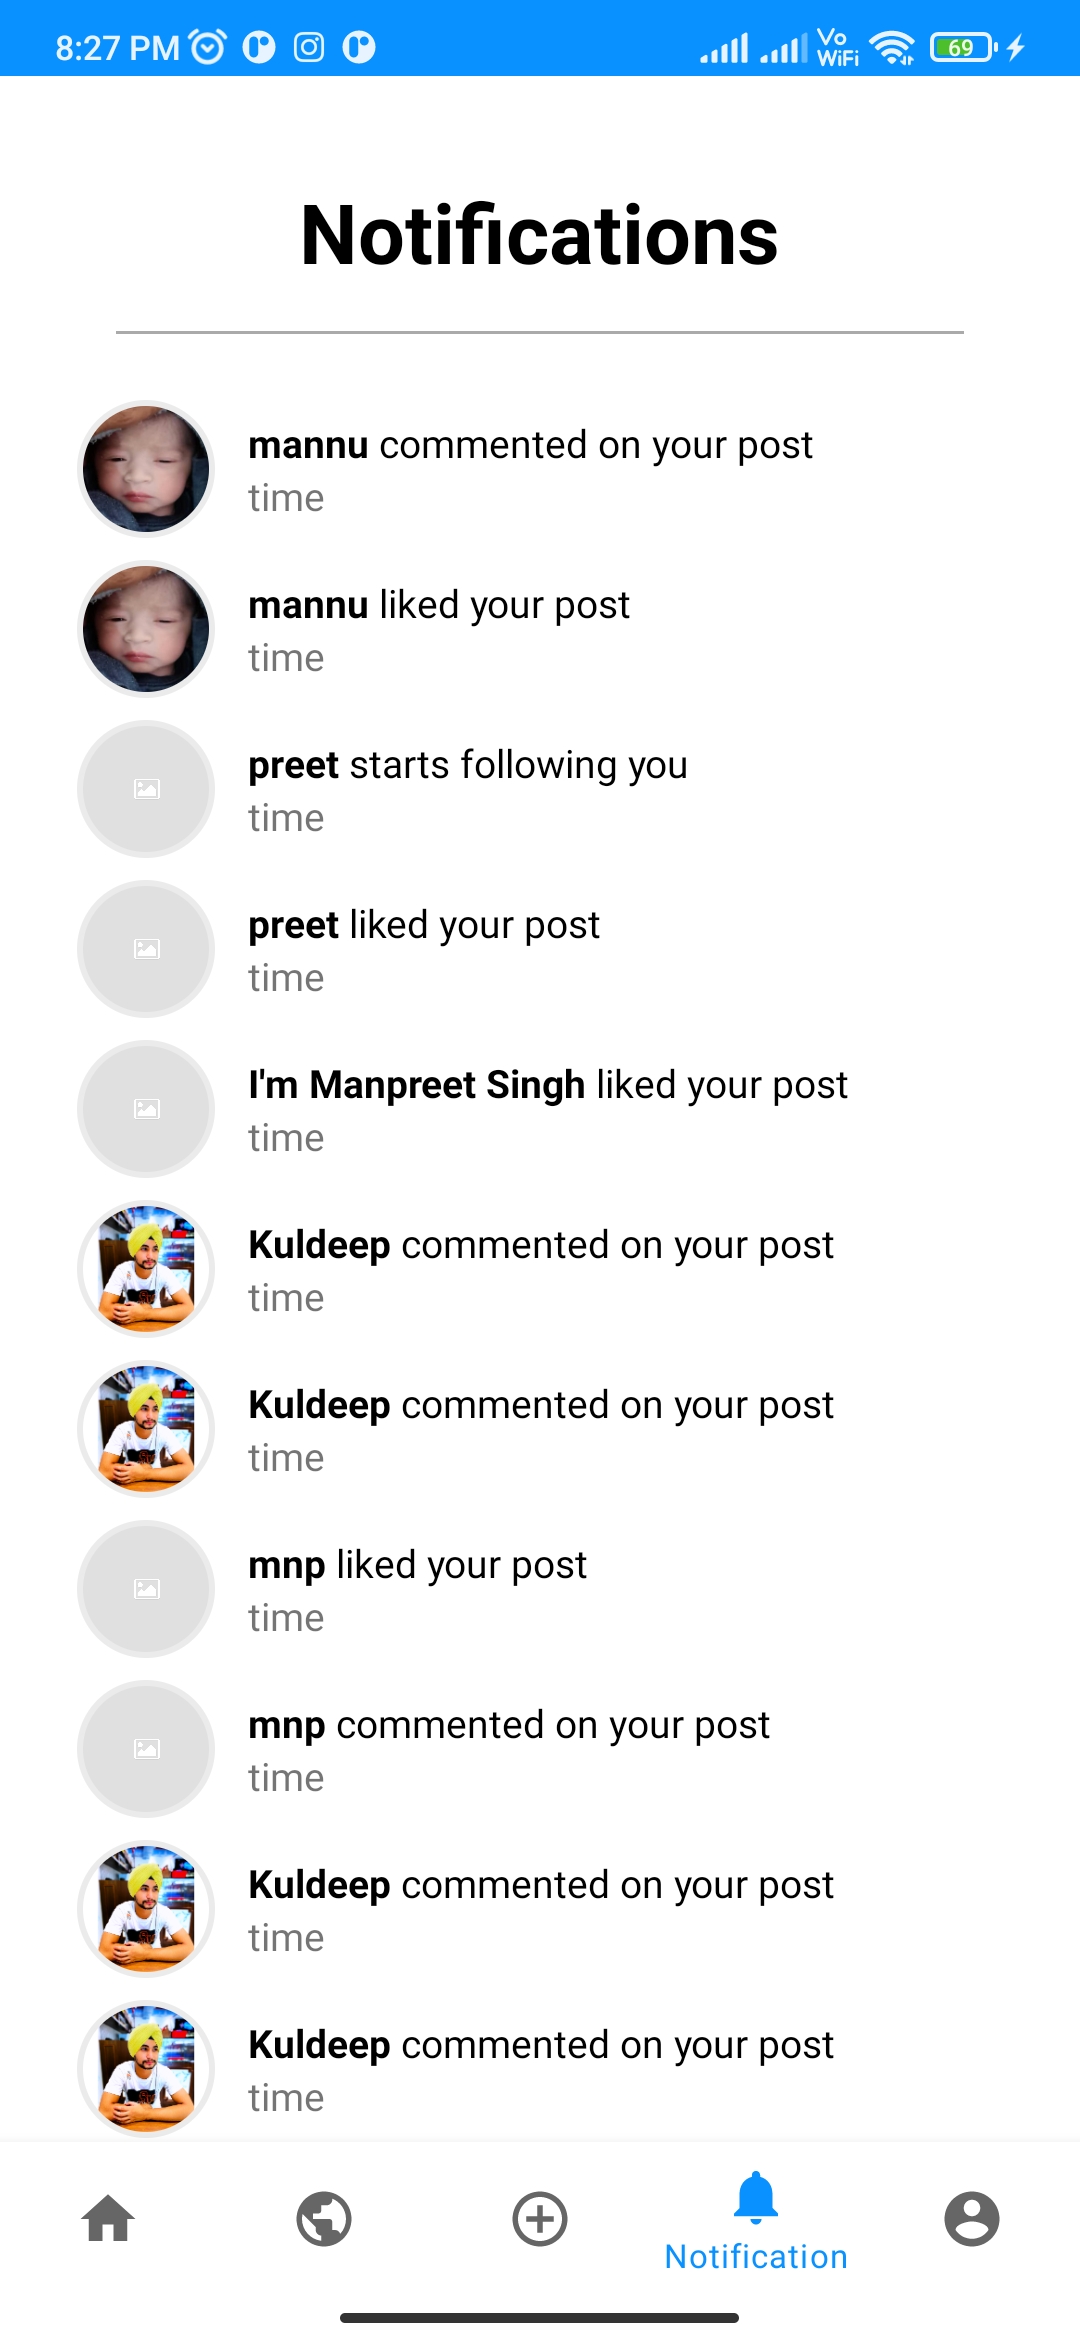 8:27 PM
Vo
WiFi
69
Notifications
mannu commented on your post
time
mannu liked your post
time
preet starts following you
time
preet liked your post
time
I'm Manpreet Singh liked your post
time
Kuldeep commented on your post
time
Kuldeep commented on your post
time
mnp liked your post
time
mnp commented on your post
time
Kuldeep commented on your post
time
Kuldeep commented on your post
time
Notification